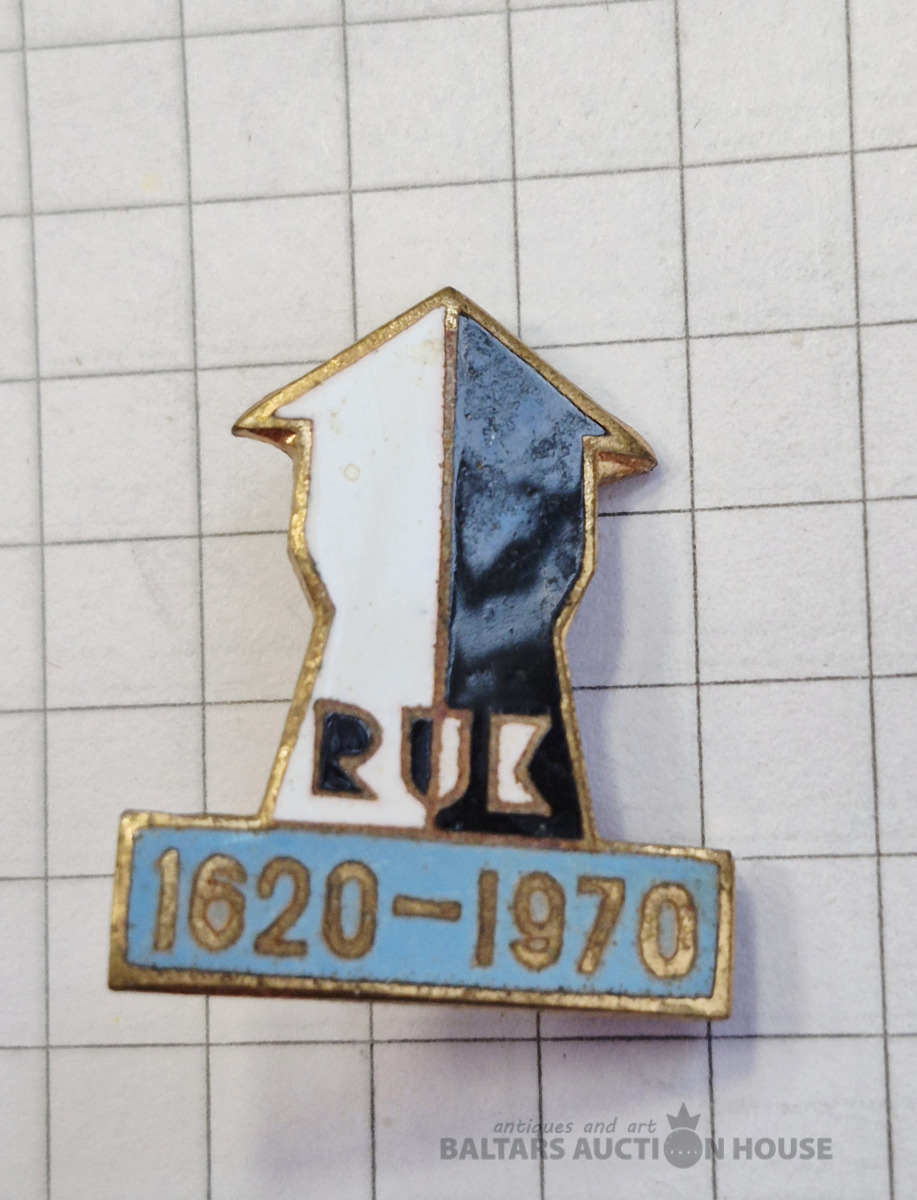 RUK
1620-1970
antiques and art
BALTARS AUCTION HOUSE